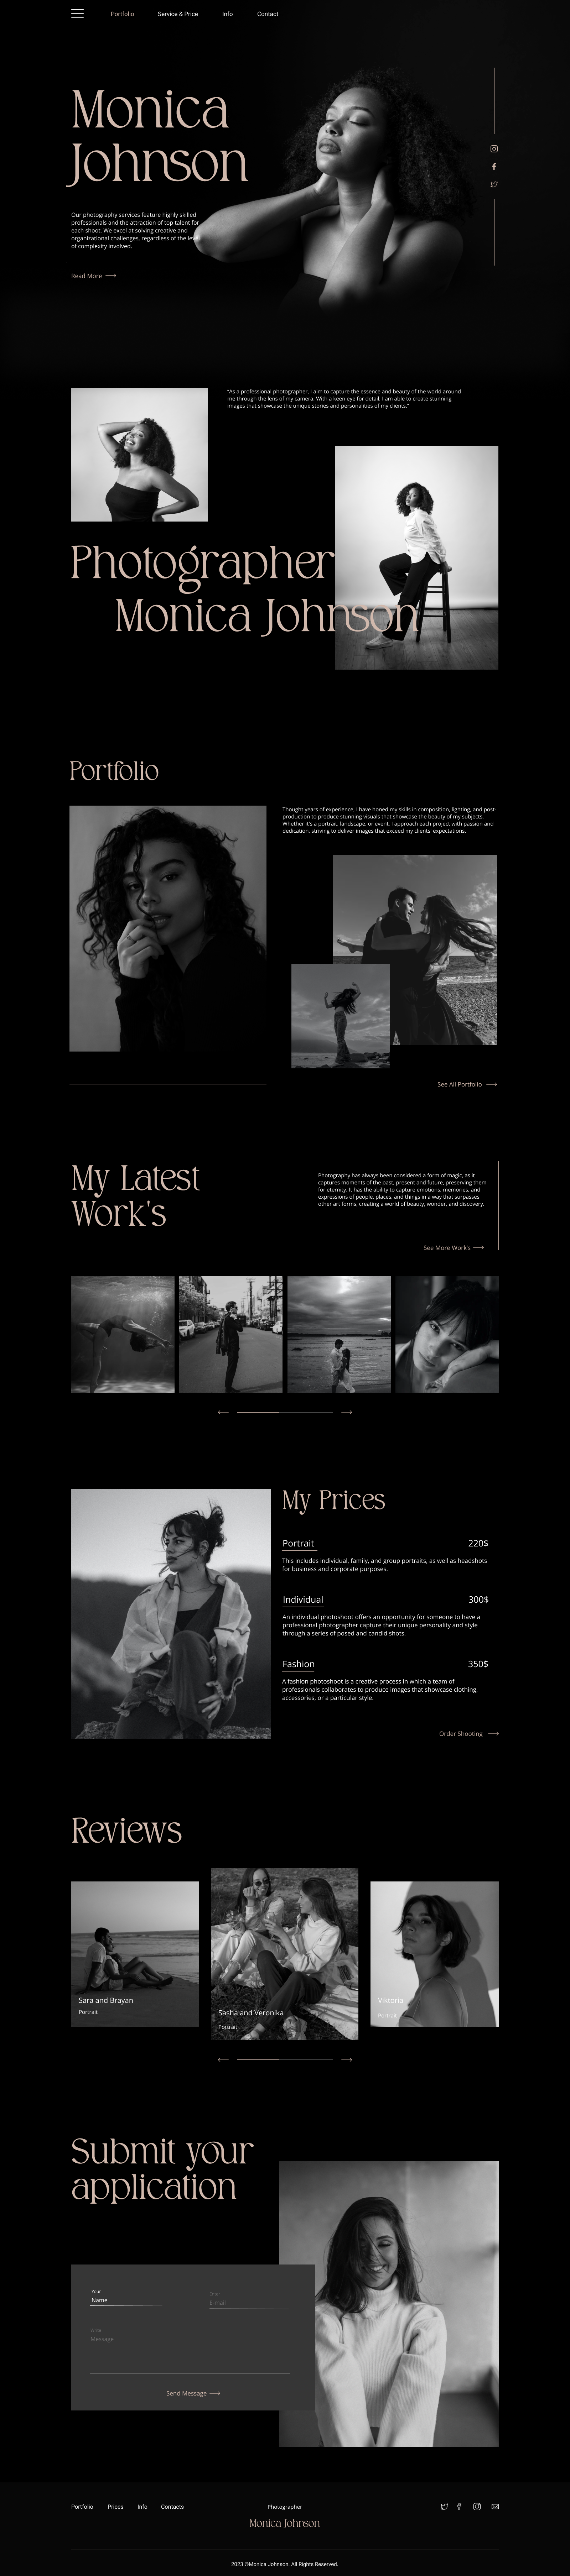 Portfolio
Service & Price
Info
Contact
Monica
Johnson
Our photography services feature highly skilled
professionals and the attraction of top talent for
each shoot. We excel at solving creative and
organizational challenges, regardless of the level
of complexity involved.
Read More
"As a professional photographer, I aim to capture the essence and beauty of the world around
me through the lens of my camera. With a keen eye for detail, I am able to create stunning
images that showcase the unique stories and personalities of my clients."
Photographer
Monica Johnson
Portfolio
Thought years of experience, I have honed my skills in composition, lighting, and post-
production to produce stunning visuals that showcase the beauty of my subjects.
Whether it's a portrait, landscape, or event, I approach each project with passion and
dedication, striving to deliver images that exceed my clients' expectations.
See All Portfolio
My Latest
Work's
Photography has always been considered a form of magic, as it
captures moments of the past, present and future, preserving them
for eternity. It has the ability to capture emotions, memories, and
expressions of people, places, and things in a way that surpasses
other art forms, creating a world of beauty, wonder, and discovery.
See More Work's
My Prices
Portrait 220$
This includes individual, family, and group portraits, as well as headshots
for business and corporate purposes.
Individual 300$
An individual photoshoot offers an opportunity for someone to have a
professional photographer capture their unique personality and style
through a series of posed and candid shots.
Fashion 350$
A fashion photoshoot is a creative process in which a team of
professionals collaborates to produce images that showcase clothing,
accessories, or a particular style.
Order Shooting
Reviews
Sara and Brayan
Portrait
Sasha and Veronika
Portrait
Viktoria
Portrait
Submit your
application
Your
Name
Enter
E-mail
Write
Message
Send Message
Portfolio
Prices
Info
Contacts
Photographer
Monica Johnson
2023 ©Monica Johnson. All Rights Reserved.